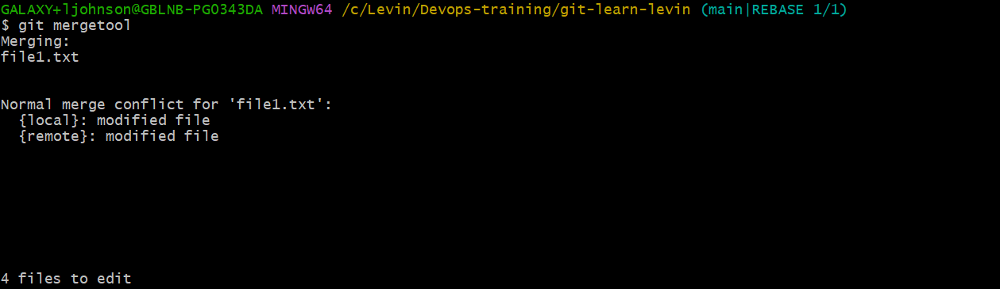 GALAXY+ljohnson@GBLNB-PG0343DA MINGW64 /c/Levin/Devops-training/git-learn-levin (main|REBASE 1/1)
$ git mergetool
Merging:
file1.txt
Normal merge conflict for 'file1.txt':
  {local}: modified file
  {remote}: modified file
4 files to edit